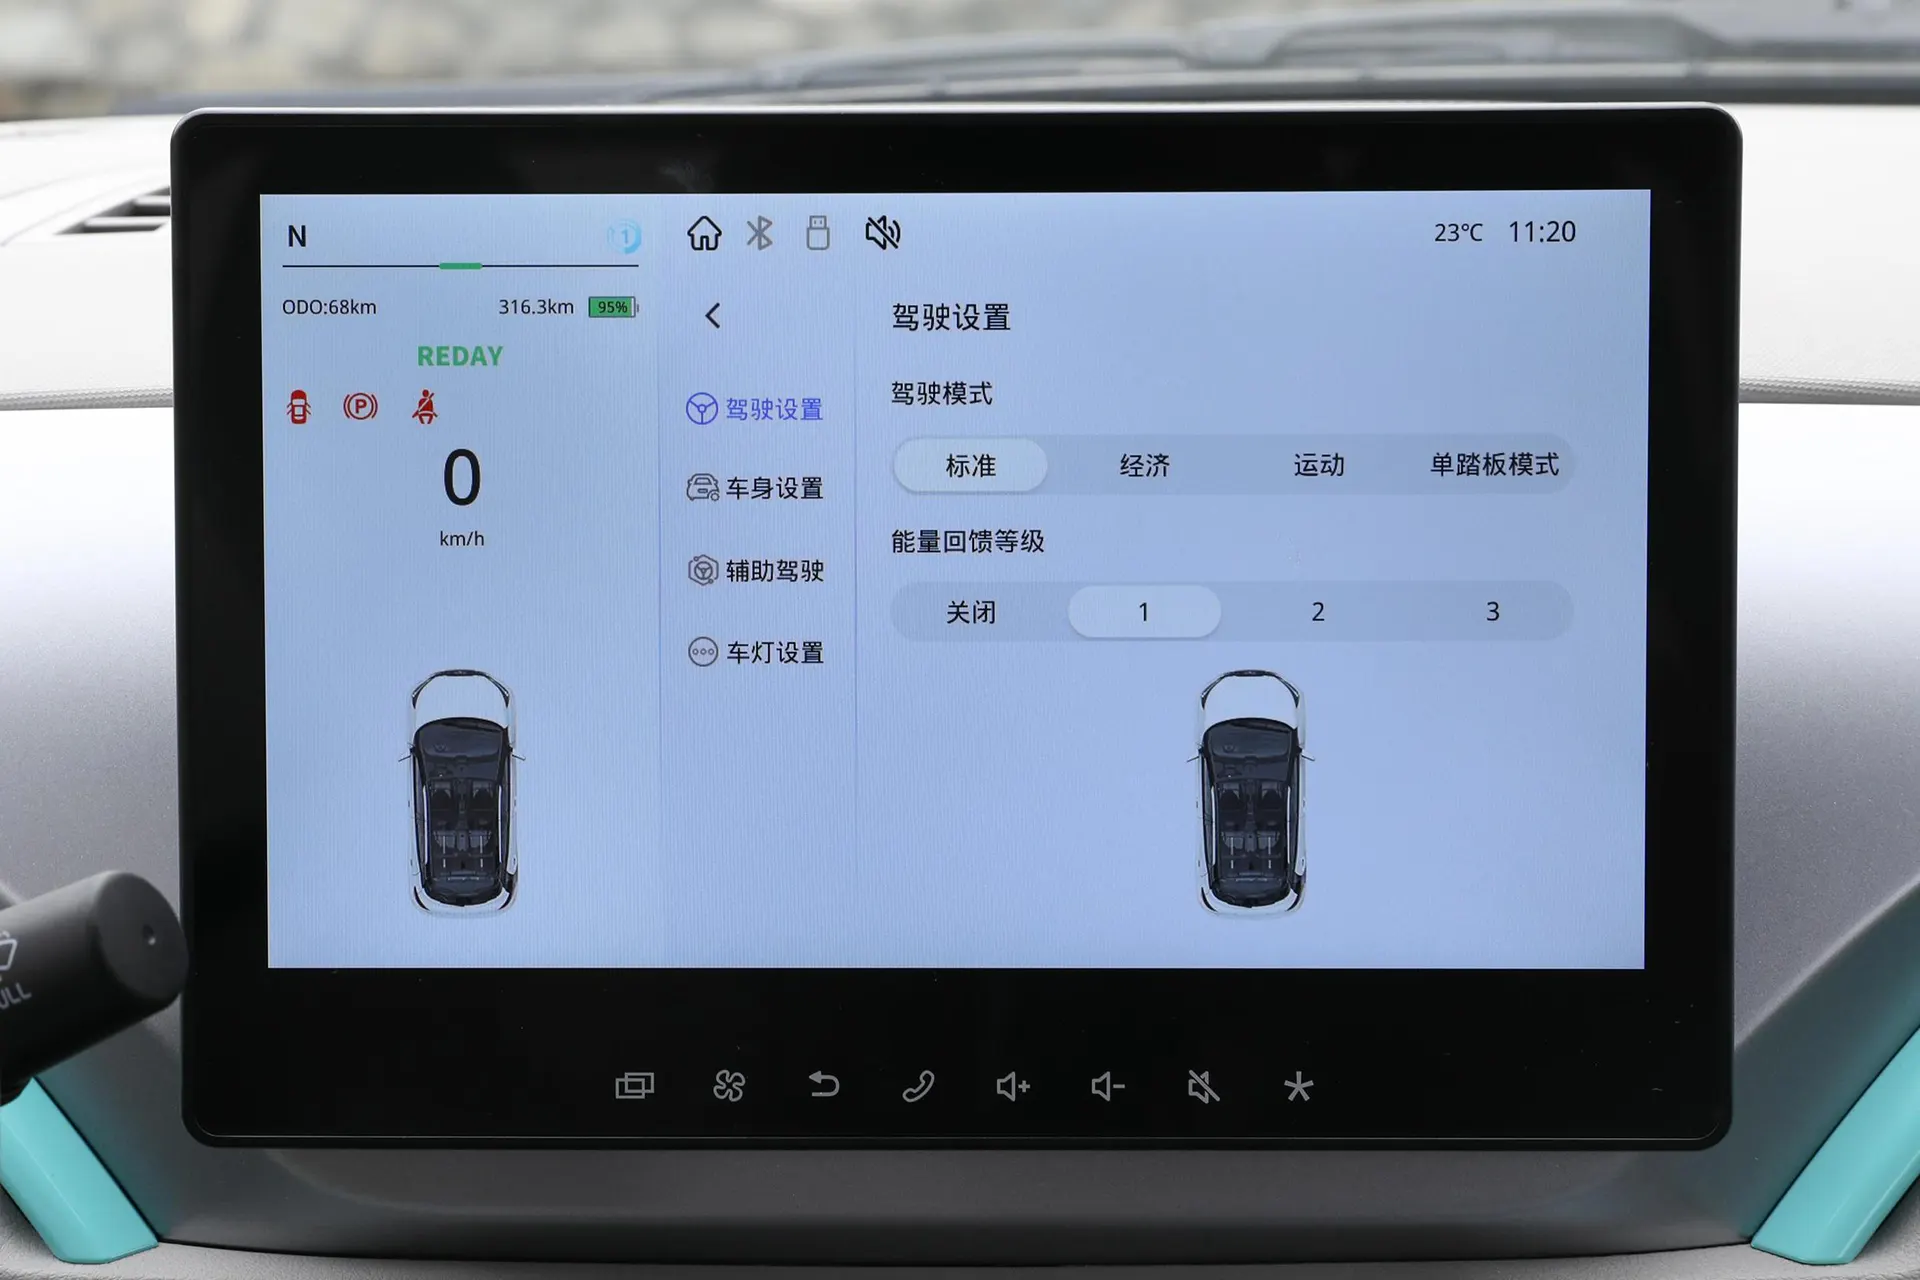 N
1
23℃ 11:20
ODO:68km 316.3km 95%
REDAY
P
0
km/h
驾驶设置
车身设置
辅助驾驶
车灯设置
驾驶设置
驾驶模式
标准 经济 运动 单踏板模式
能量回馈等级
关闭 1 2 3